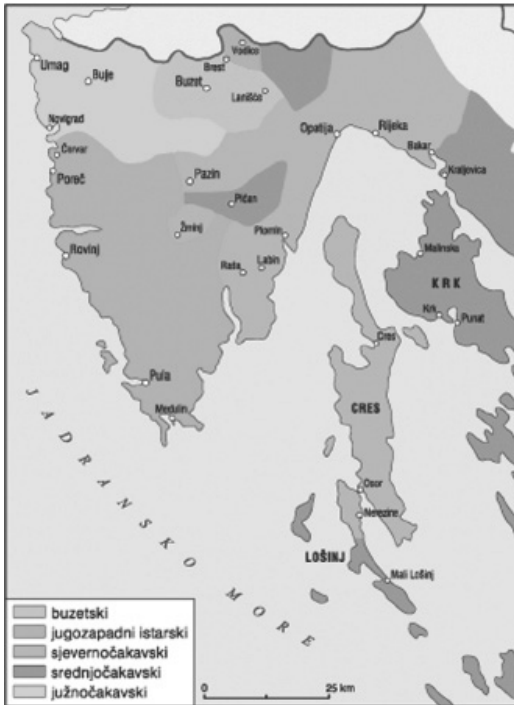 Vodice
Brest
Umag
Buje
Buzet
Lanišće
Novigrad
Opatija
Rijeka
Červar
Bakar
Poreč
Pazin
Kraljevica
Pićan
Žminj
Plomin
Rovinj
Raša
Labin
Malinska
KRK
Krk
Punat
Cres
Pula
Medulin
CRES
Osor
Nerezine
LOŠINJ
Mali Lošinj
JADRANSKO MORE
buzetski
jugozapadni istarski
sjevernočakavski
srednjočakavski
južnočakavski
0 25 km